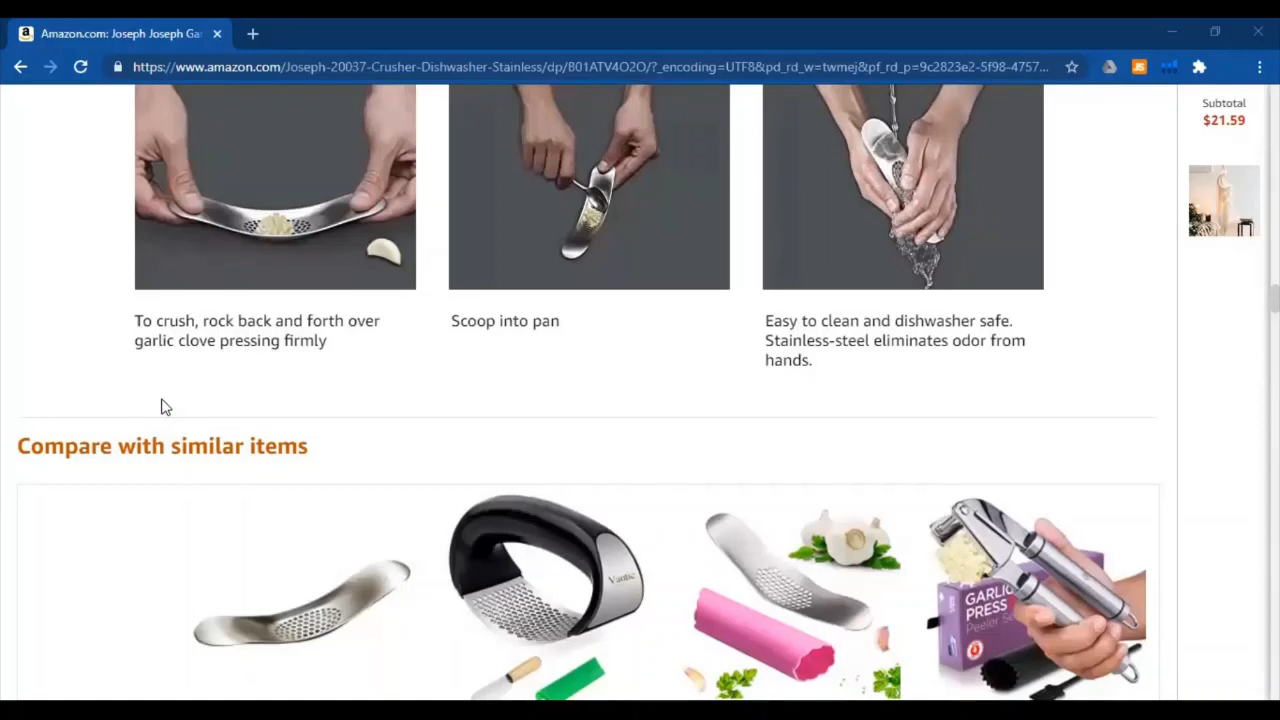 Amazon.com: Joseph Joseph Ga
https://www.amazon.com/Joseph-20037-Crusher-Dishwasher-Stainless/dp/B01ATV4O2O/?_encoding=UTF8&pd_rd_w=twmej&pf_rd_p=9c2823e2-5f98-4757...
Subtotal
$21.59
To crush, rock back and forth over
garlic clove pressing firmly
Scoop into pan
Easy to clean and dishwasher safe.
Stainless-steel eliminates odor from
hands.
Compare with similar items
Vantic
GARLIC
PRESS
Peeler Se